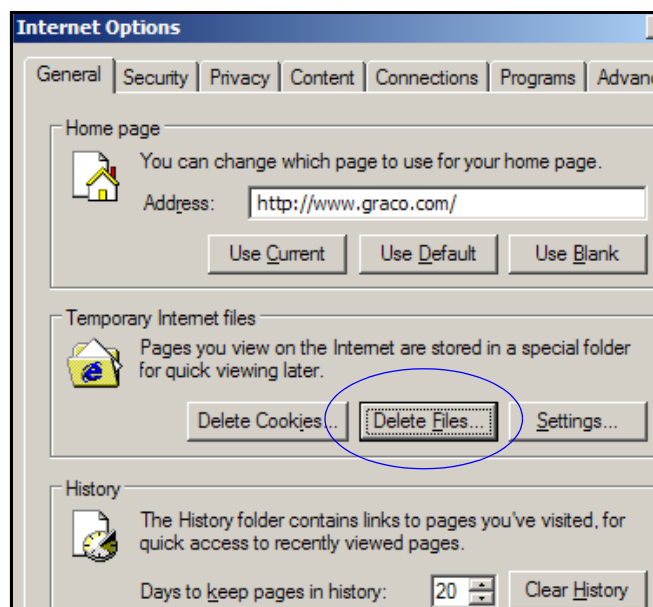 Internet Options
General Security Privacy Content Connections Programs Advan
Home page
You can change which page to use for your home page.
Address: http://www.graco.com/
Use Current Use Default Use Blank
Temporary Internet files
Pages you view on the Internet are stored in a special folder
for quick viewing later.
Delete Cookies... Delete Files... Settings...
History
The History folder contains links to pages you've visited, for
quick access to recently viewed pages.
Days to keep pages in history: 20 Clear History